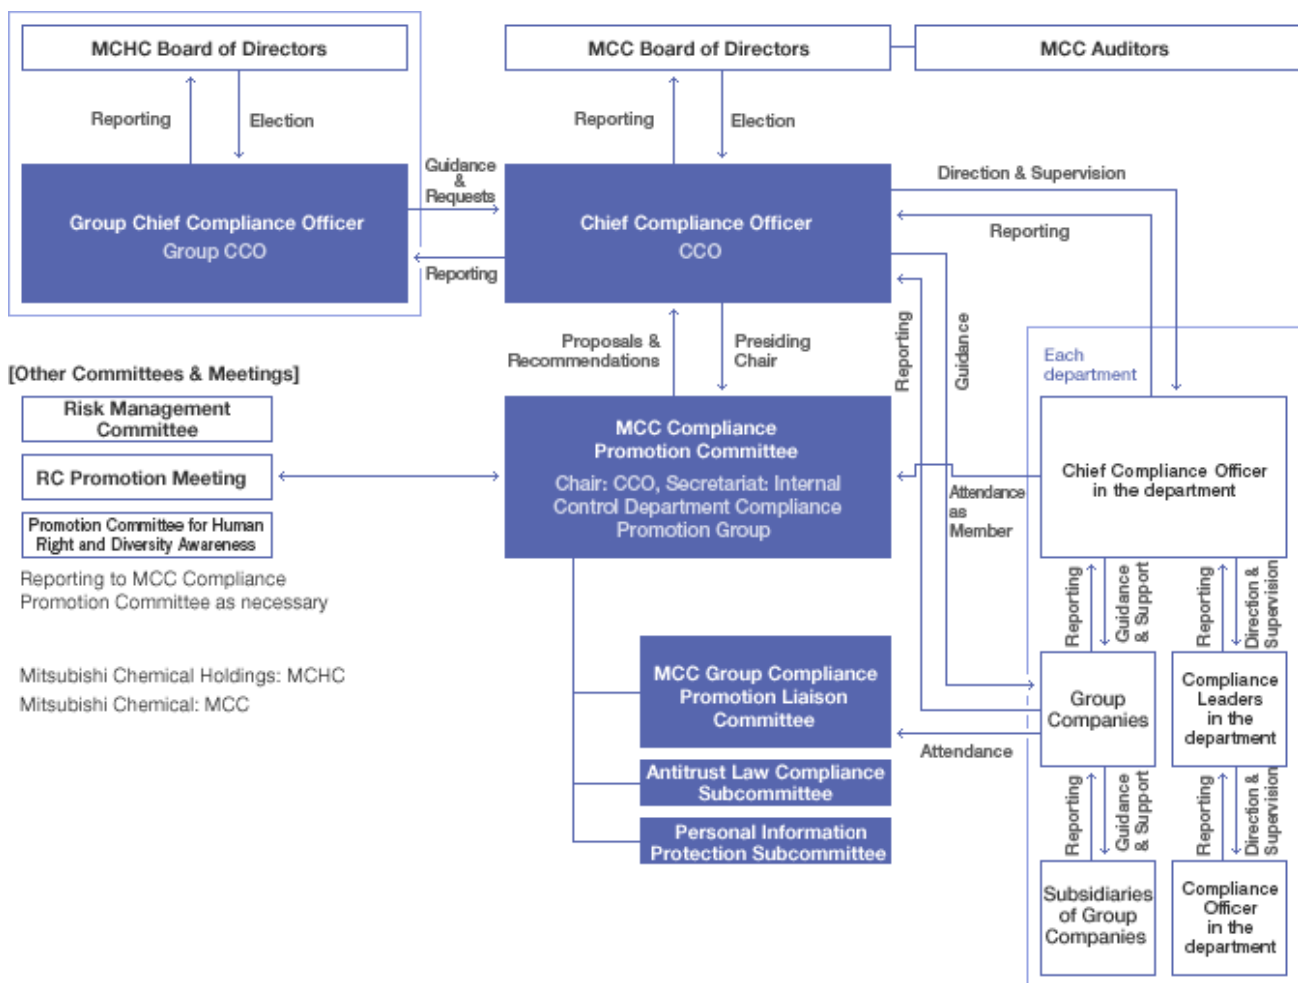 MCHC Board of Directors
MCC Board of Directors
MCC Auditors
Reporting
Election
Reporting
Election
Guidance
&
Requests
Direction & Supervision
Group Chief Compliance Officer
Group CCO
Chief Compliance Officer
CCO
Reporting
Reporting
Reporting
Guidance
Proposals &
Recommendations
Presiding
Chair
Each
department
[Other Committees & Meetings]
Risk Management
Committee
RC Promotion Meeting
Promotion Committee for Human
Right and Diversity Awareness
Reporting to MCC Compliance
Promotion Committee as necessary
Mitsubishi Chemical Holdings: MCHC
Mitsubishi Chemical: MCC
MCC Compliance
Promotion Committee
Chair: CCO, Secretariat: Internal
Control Department Compliance
Promotion Group
Attendance
as
Member
Chief Compliance Officer
in the department
Reporting
Guidance
& Support
Reporting
Direction &
Supervision
MCC Group Compliance
Promotion Liaison
Committee
Group
Companies
Compliance
Leaders
in the
department
Attendance
Antitrust Law Compliance
Subcommittee
Personal Information
Protection Subcommittee
Reporting
Guidance
& Support
Reporting
Direction &
Supervision
Subsidiaries
of Group
Companies
Compliance
Officer
in the
department